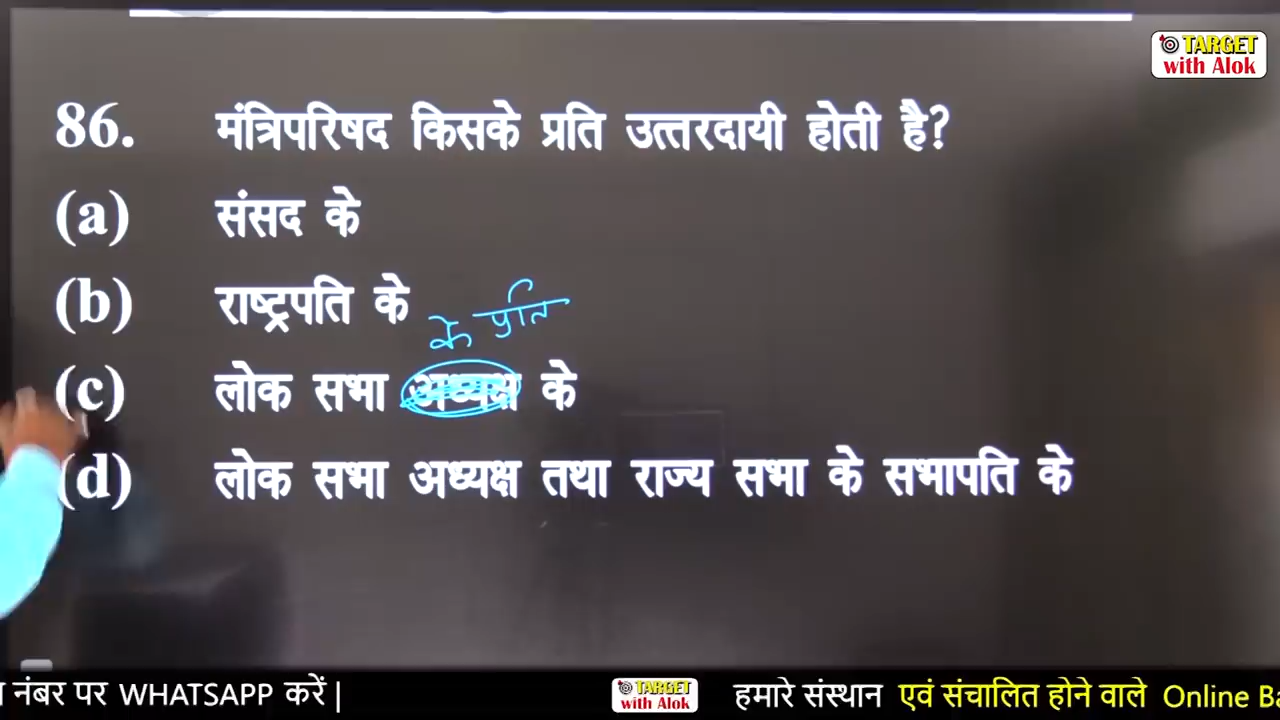 TARGET
with Alok
86. मंत्रिपरिषद किसके प्रति उत्तरदायी होती है?
(a) संसद के
(b) राष्ट्रपति के
के प्रति
(c) लोक सभा अध्यक्ष के
(d) लोक सभा अध्यक्ष तथा राज्य सभा के सभापति के
नंबर पर WHATSAPP करें |
TARGET
with Alok
हमारे संस्थान एवं संचालित होने वाले Online